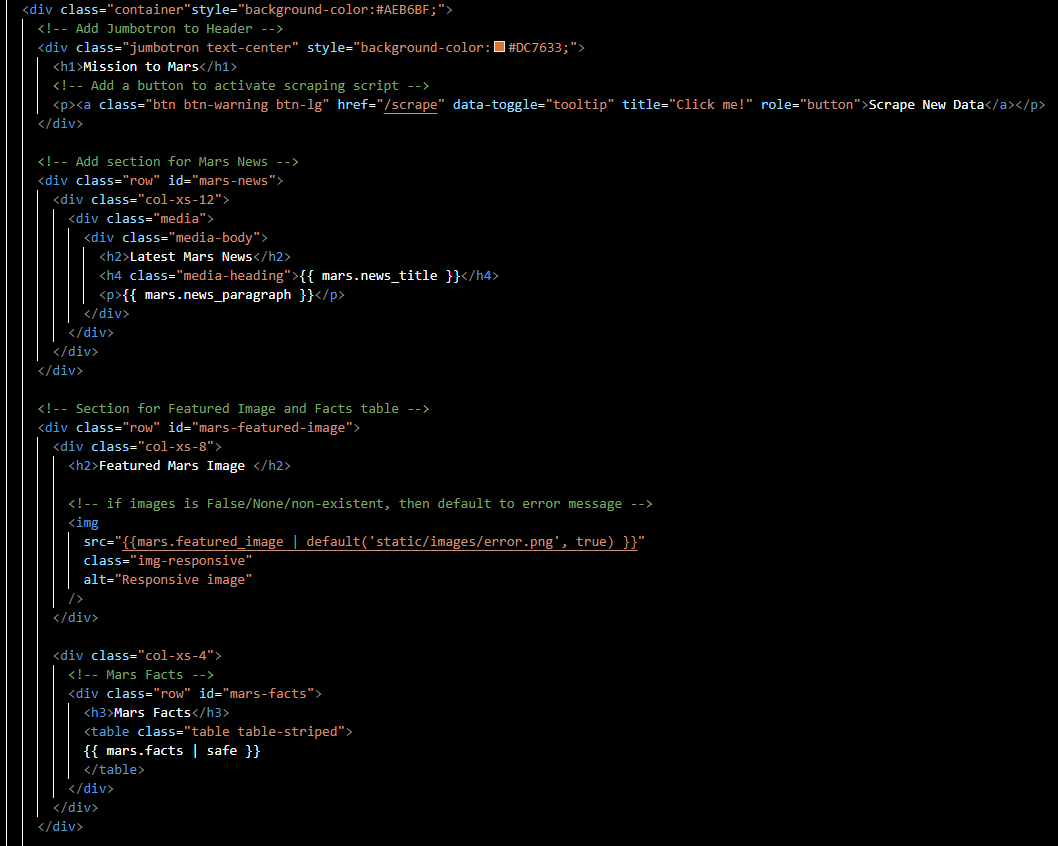 <div class="container"style="background-color:#AEB6BF;">
<!-- Add Jumbotron to Header -->
<div class="jumbotron text-center" style="background-color:#DC7633;">
<h1>Mission to Mars</h1>
<!-- Add a button to activate scraping script -->
<p><a class="btn btn-warning btn-lg" href="/scrape" data-toggle="tooltip" title="Click me!" role="button">Scrape New Data</a></p>
</div>
<!-- Add section for Mars News -->
<div class="row" id="mars-news">
<div class="col-xs-12">
<div class="media">
<div class="media-body">
<h2>Latest Mars News</h2>
<h4 class="media-heading">{{ mars.news_title }}</h4>
<p>{{ mars.news_paragraph }}</p>
</div>
</div>
</div>
</div>
<!-- Section for Featured Image and Facts table -->
<div class="row" id="mars-featured-image">
<div class="col-xs-8">
<h2>Featured Mars Image </h2>
<!-- if images is False/None/non-existent, then default to error message -->
<img
src="{{mars.featured_image | default('static/images/error.png', true) }}"
class="img-responsive"
alt="Responsive image"
/>
</div>
<div class="col-xs-4">
<!-- Mars Facts -->
<div class="row" id="mars-facts">
<h3>Mars Facts</h3>
<table class="table table-striped">
{{ mars.facts | safe }}
</table>
</div>
</div>
</div>